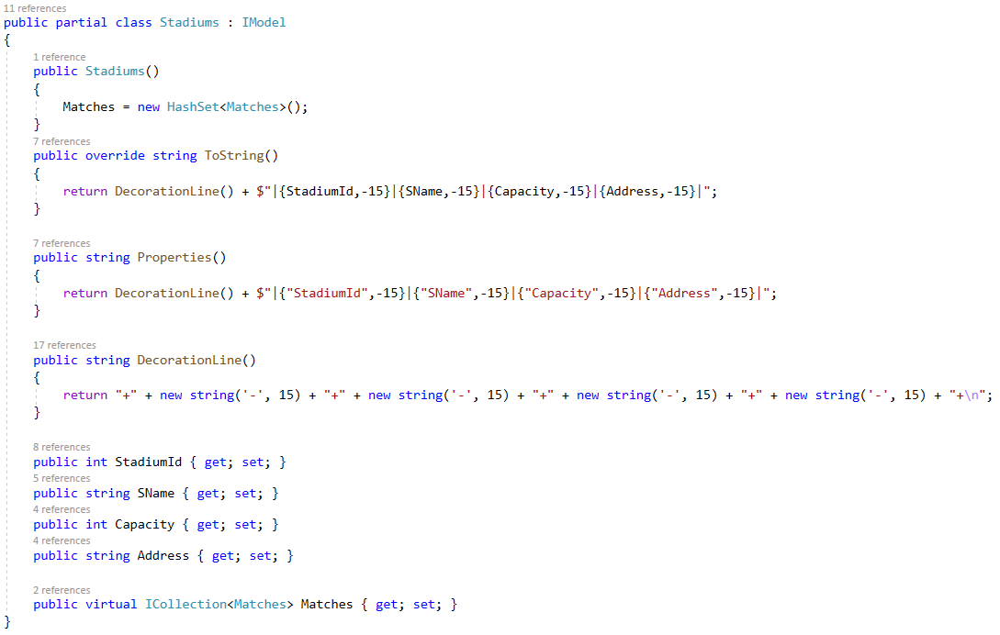 11 references
public partial class Stadiums : IModel
{
1 reference
public Stadiums()
{
Matches = new HashSet<Matches>();
}
7 references
public override string ToString()
{
return DecorationLine() + $"|{StadiumId,-15}|{SName,-15}|{Capacity,-15}|{Address,-15}|";
}
7 references
public string Properties()
{
return DecorationLine() + $"|{"StadiumId",-15}|{"SName",-15}|{"Capacity",-15}|{"Address",-15}|";
}
17 references
public string DecorationLine()
{
return "+" + new string('-', 15) + "+" + new string('-', 15) + "+" + new string('-', 15) + "+" + new string('-', 15) + "+\n";
}
8 references
public int StadiumId { get; set; }
5 references
public string SName { get; set; }
4 references
public int Capacity { get; set; }
4 references
public string Address { get; set; }
2 references
public virtual ICollection<Matches> Matches { get; set; }
}